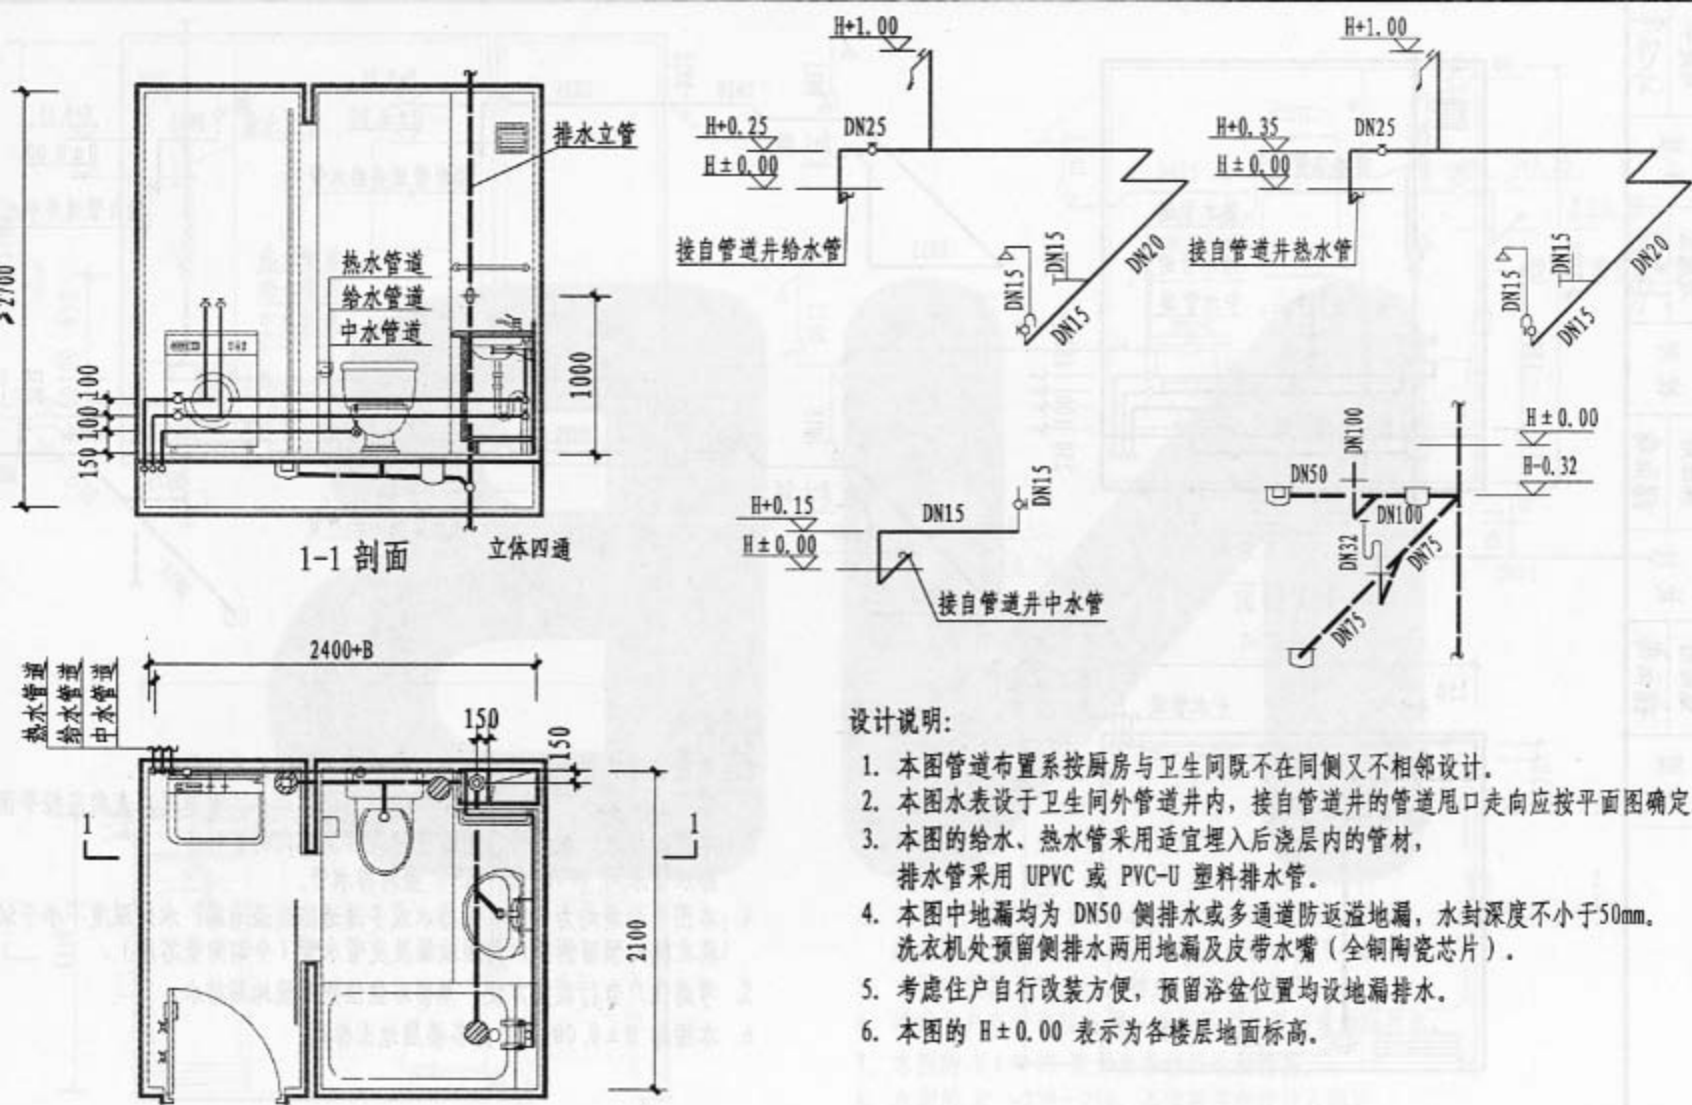 H+1.00
H+0.25
DN25
H±0.00
接自管道井给水管
DN15
DN15
DN20
DN15
H+1.00
H+0.35
DN25
H±0.00
接自管道井热水管
DN15
DN15
DN20
DN15
排水立管
热水管道
给水管道
中水管道
2700
1000
100
100
150
1-1 剖面
立体四通
H+0.15
H±0.00
DN15
DN15
接自管道井中水管
DN100
H±0.00
H-0.32
DN50
DN100
DN32
DN75
DN75
2400+B
热水管道
给水管道
中水管道
150
150
1
1
2100
设计说明:
1. 本图管道布置系按厨房与卫生间既不在同侧又不相邻设计。
2. 本图水表设于卫生间外管道井内，接自管道井的管道甩口走向应按平面图确定
3. 本图的给水、热水管采用适宜埋入后浇层内的管材，
排水管采用 UPVC 或 PVC-U 塑料排水管。
4. 本图中地漏均为 DN50 侧排水或多通道防返溢地漏，水封深度不小于50mm。
洗衣机处预留侧排水两用地漏及皮带水嘴（全铜陶瓷芯片）。
5. 考虑住户自行改装方便，预留浴盆位置均设地漏排水。
6. 本图的 H±0.00 表示为各楼层地面标高。